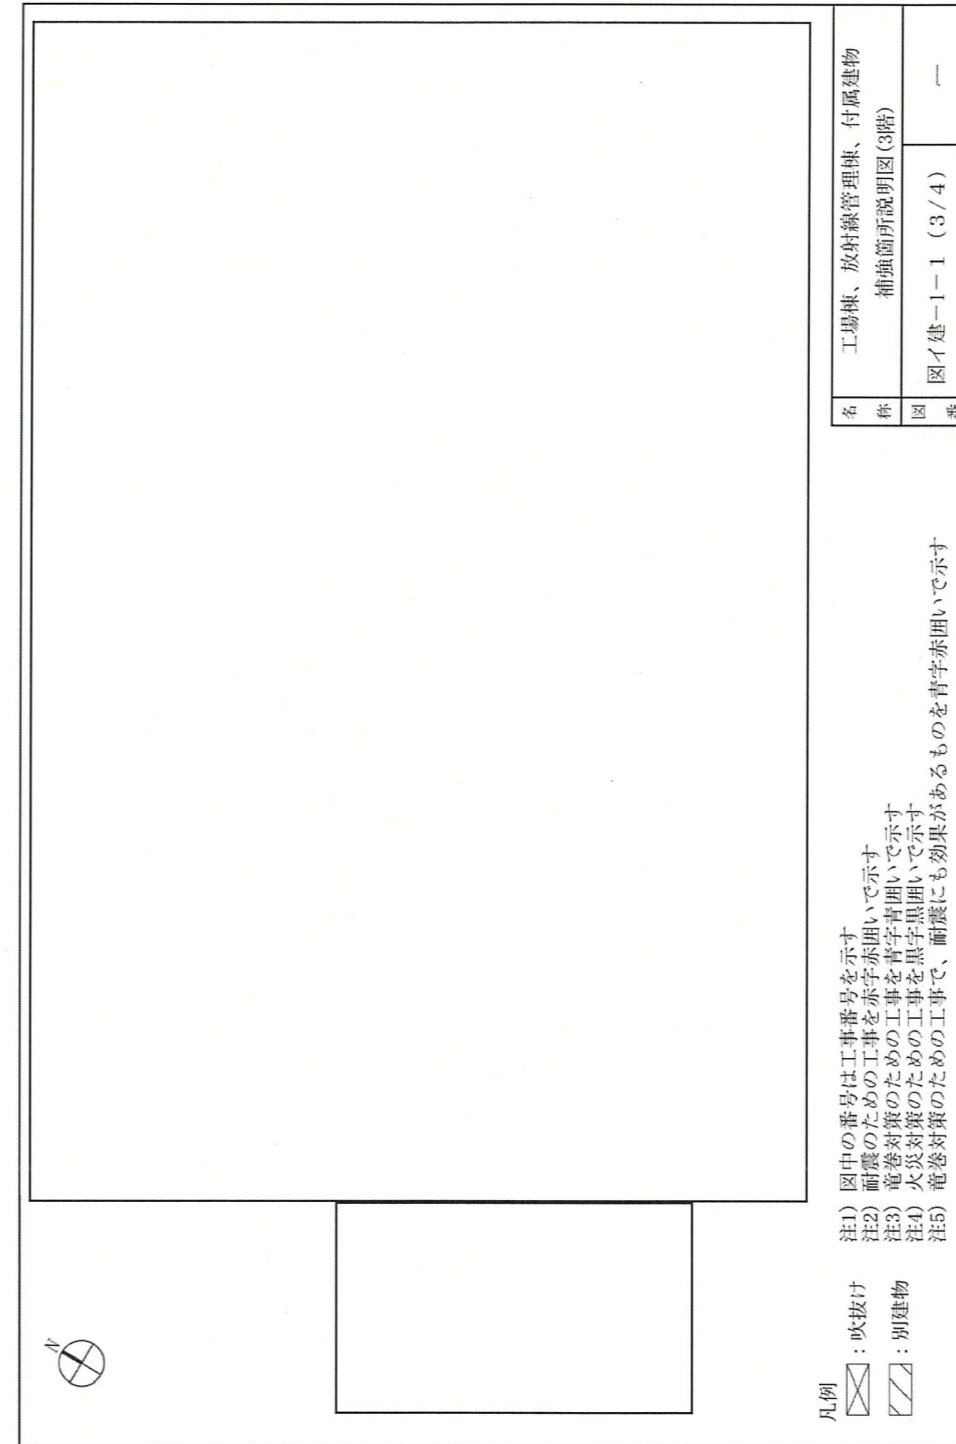 N
凡例
：吹抜け
：別建物
注1) 図中の番号は工事番号を示す
注2) 耐震のための工事を赤字赤囲いで示す
注3) 竜巻対策のための工事を青字青囲いで示す
注4) 火災対策のための工事を黒字黒囲いで示す
注5) 竜巻対策のための工事で、耐震にも効果があるものを青字赤囲いで示す
名称
工場棟、放射線管理棟、付属建物
補強箇所説明図(3階)
図番
図イ建－1－1（3/4）
―